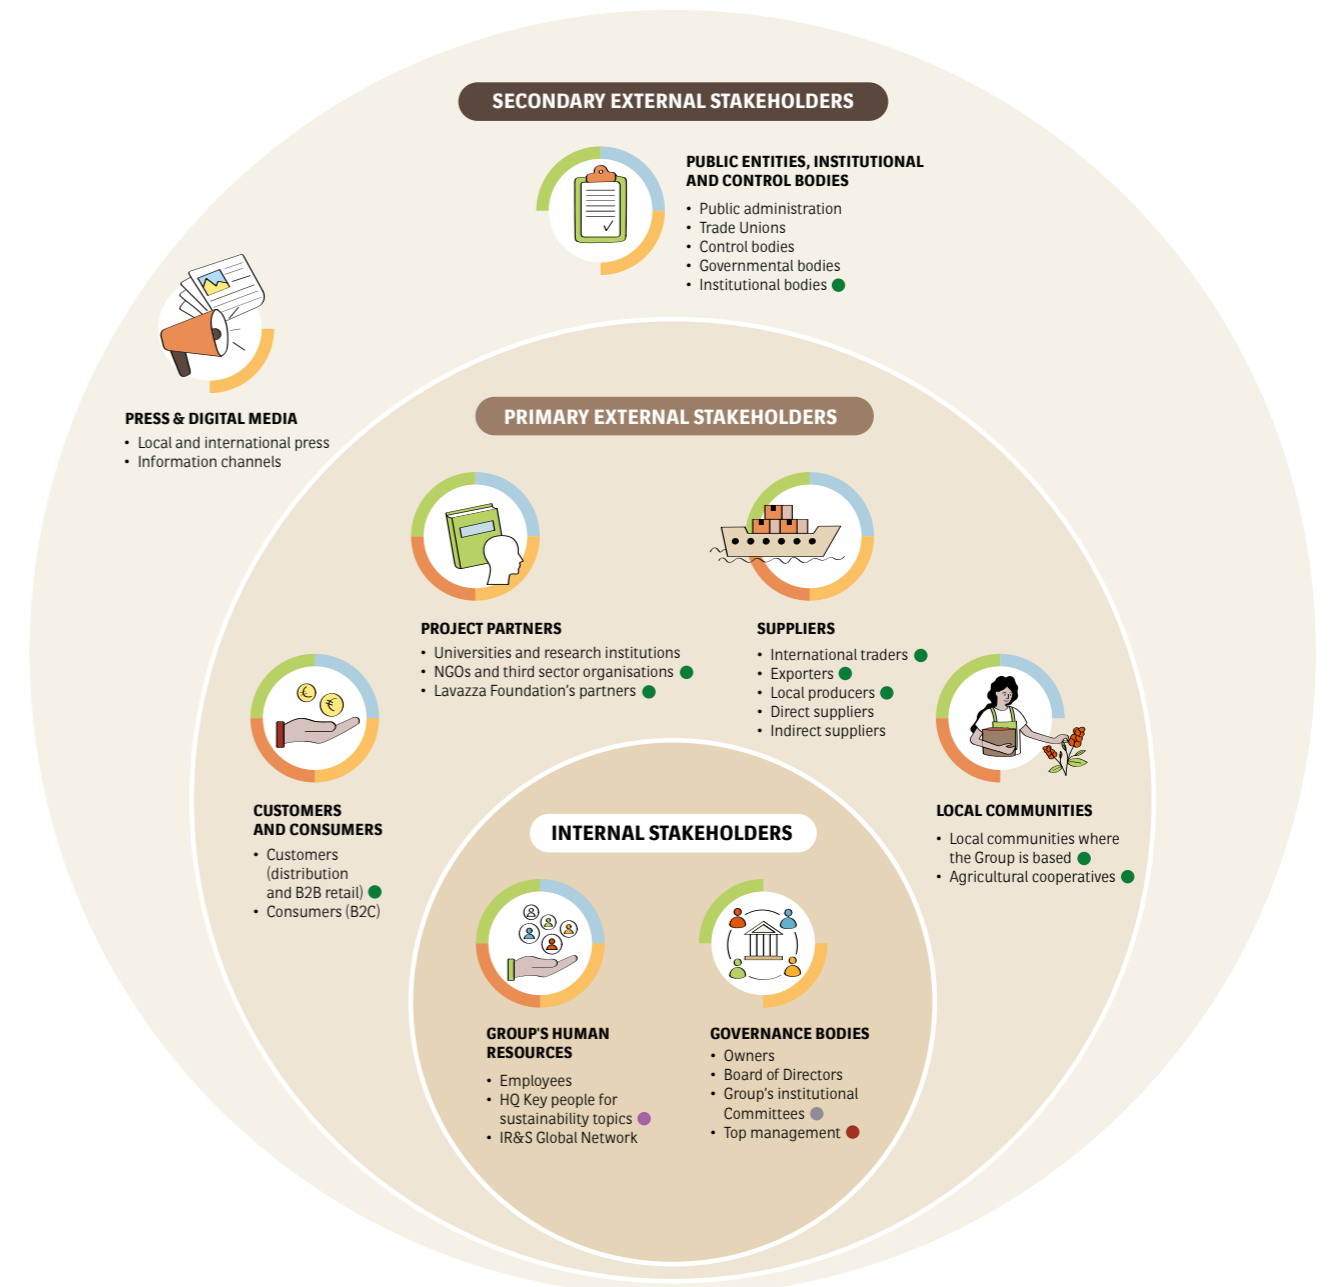 SECONDARY EXTERNAL STAKEHOLDERS
PUBLIC ENTITIES, INSTITUTIONAL
AND CONTROL BODIES
• Public administration
• Trade Unions
• Control bodies
• Governmental bodies
• Institutional bodies
PRESS & DIGITAL MEDIA
• Local and international press
• Information channels
PRIMARY EXTERNAL STAKEHOLDERS
PROJECT PARTNERS
• Universities and research institutions
• NGOs and third sector organisations
• Lavazza Foundation's partners
SUPPLIERS
• International traders
• Exporters
• Local producers
• Direct suppliers
• Indirect suppliers
€
₹
CUSTOMERS
AND CONSUMERS
• Customers
(distribution
and B2B retail)
• Consumers (B2C)
LOCAL COMMUNITIES
• Local communities where
the Group is based
• Agricultural cooperatives
INTERNAL STAKEHOLDERS
GROUP'S HUMAN
RESOURCES
• Employees
• HQ Key people for
sustainability topics
• IR&S Global Network
GOVERNANCE BODIES
• Owners
• Board of Directors
• Group's institutional
Committees
• Top management